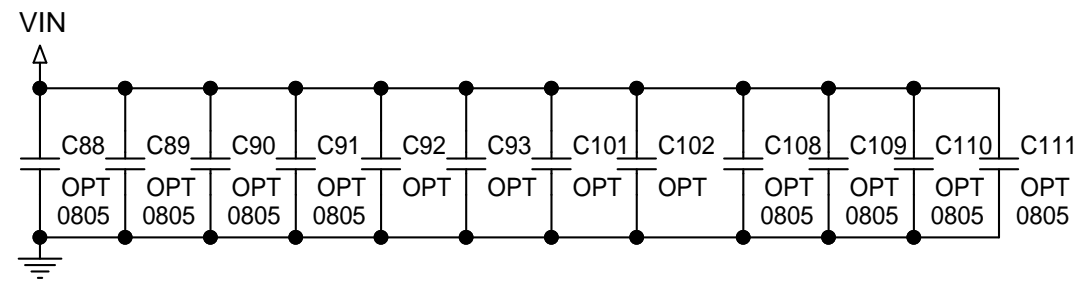 VIN
C88 C89 C90 C91 C92 C93 C101 C102 C108 C109 C110 C111
OPT OPT OPT OPT OPT OPT OPT OPT OPT OPT OPT OPT
0805 0805 0805 0805 0805 0805 0805 0805